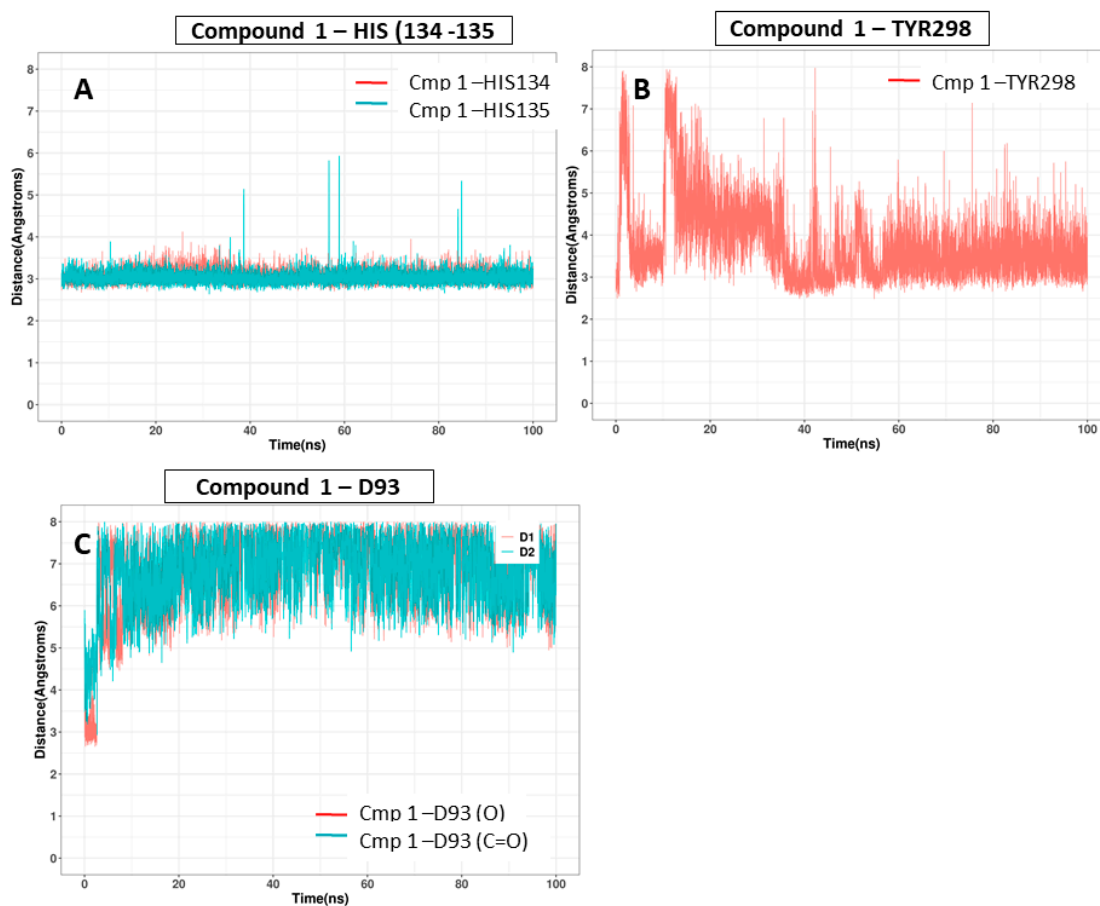 Compound 1 – HIS (134 -135
A
Cmp 1 –HIS134
Cmp 1 –HIS135
8
7
6
5
4
3
2
1
0
Distance(Angstroms)
0 20 40 60 80 100
Time(ns)
Compound 1 – TYR298
B
Cmp 1 –TYR298
8
7
6
5
4
3
2
1
0
Distance(Angstroms)
0 20 40 60 80 100
Time(ns)
Compound 1 – D93
C
D1
D2
8
7
6
5
4
3
2
1
0
Distance(Angstroms)
Cmp 1 –D93 (O)
Cmp 1 –D93 (C=O)
0 20 40 60 80 100
Time(ns)